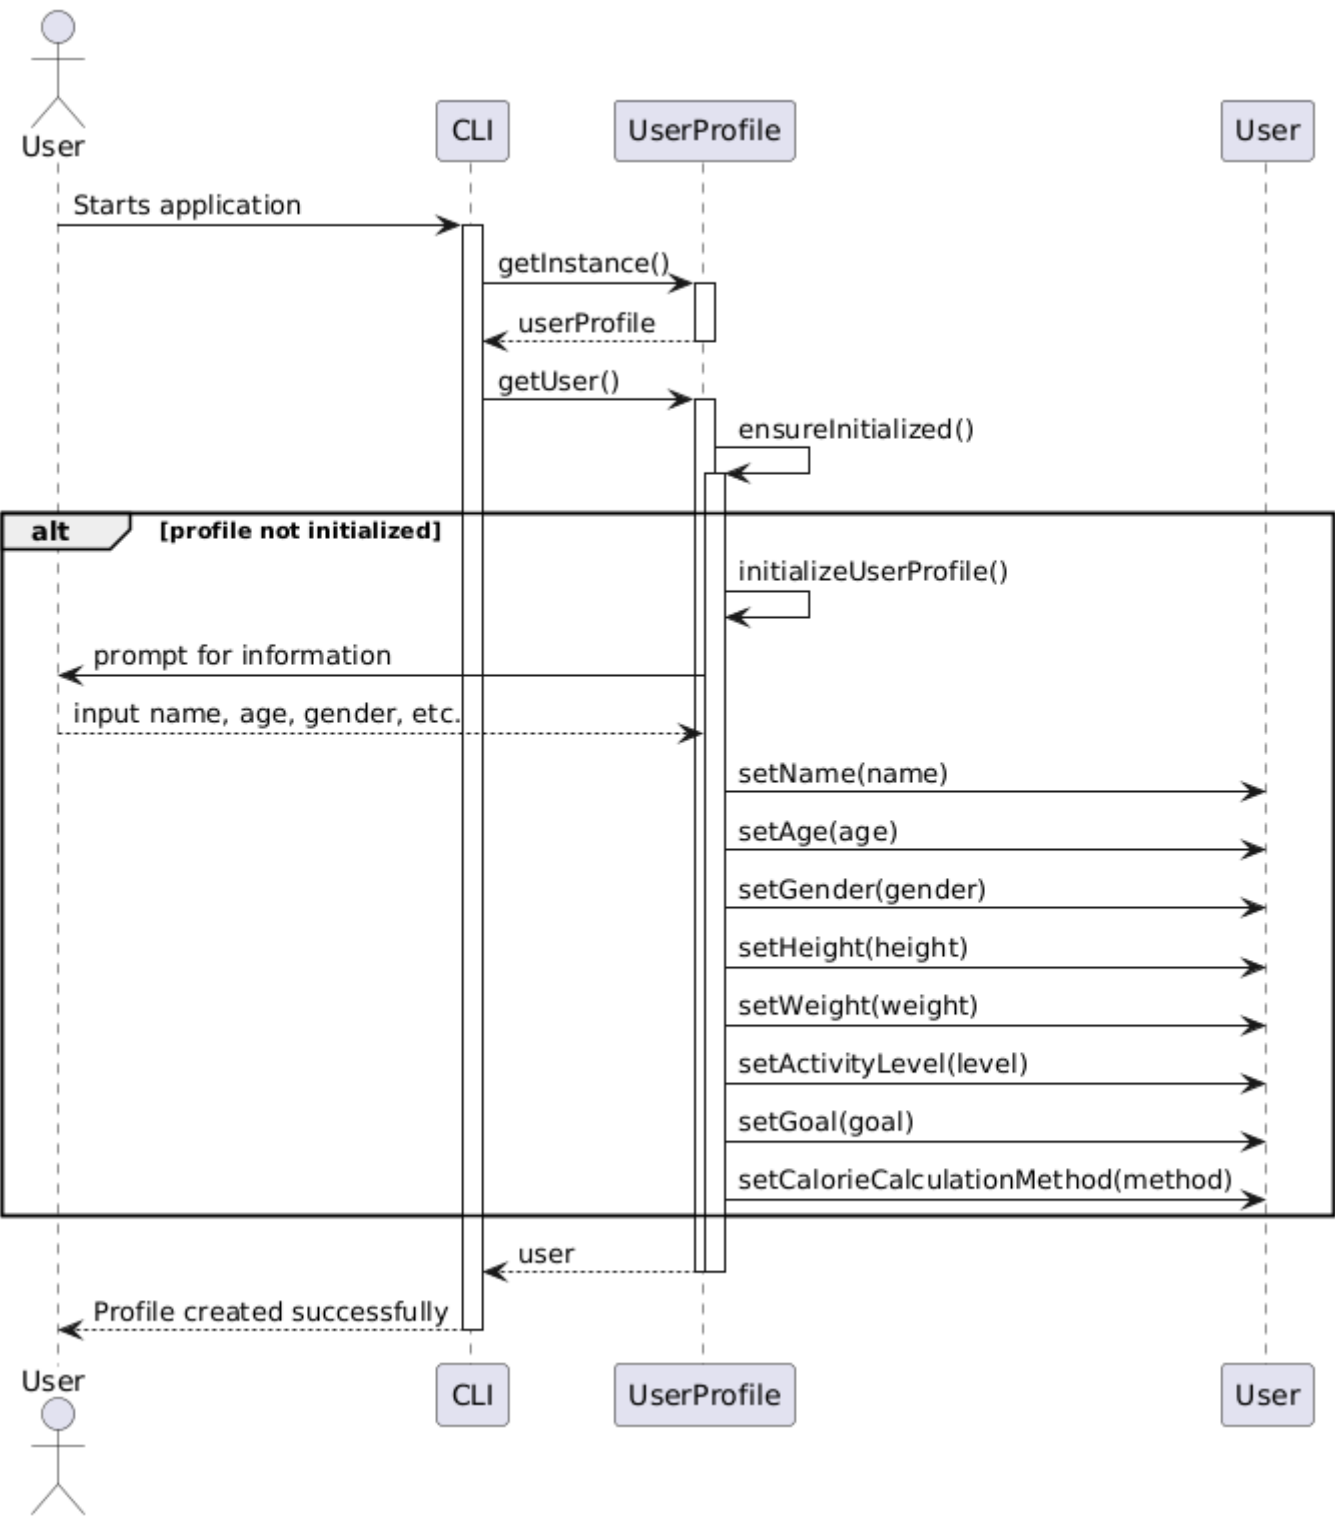 User
CLI
UserProfile
User
Starts application
getInstance()
userProfile
getUser()
ensureInitialized()
alt [profile not initialized]
initializeUserProfile()
prompt for information
input name, age, gender, etc.
setName(name)
setAge(age)
setGender(gender)
setHeight(height)
setWeight(weight)
setActivityLevel(level)
setGoal(goal)
setCalorieCalculationMethod(method)
user
Profile created successfully
User
CLI
UserProfile
User